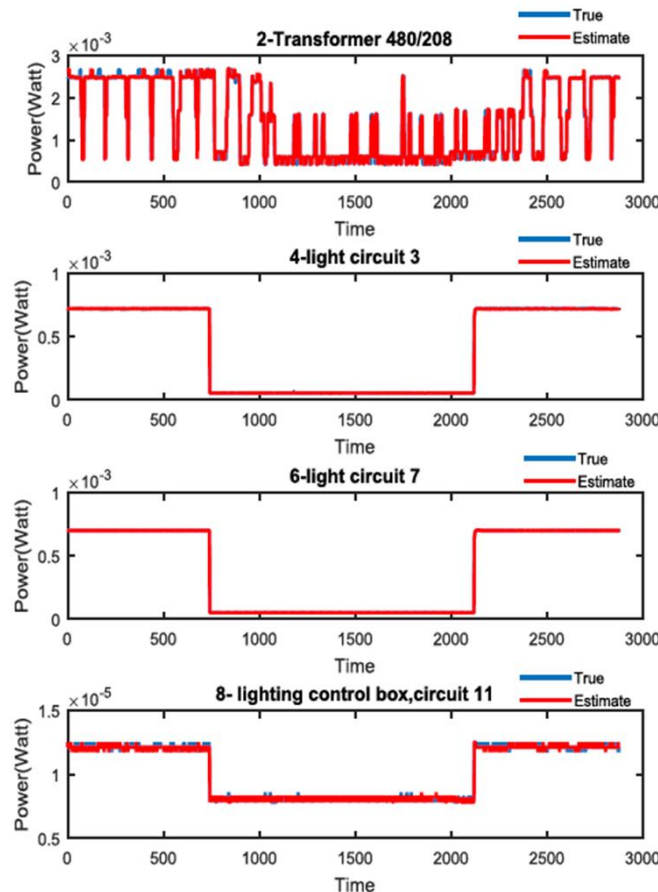 True
Estimate
2-Transformer 480/208
×10-3
Power(Watt)
3
2
1
0
0 500 1000 1500 2000 2500 3000
Time
True
Estimate
4-light circuit 3
×10-3
Power(Watt)
1
0.5
0
0 500 1000 1500 2000 2500 3000
Time
True
Estimate
6-light circuit 7
×10-3
Power(Watt)
1
0.5
0
0 500 1000 1500 2000 2500 3000
Time
True
Estimate
8- lighting control box,circuit 11
×10-5
Power(Watt)
1.5
1
0.5
0 500 1000 1500 2000 2500 3000
Time